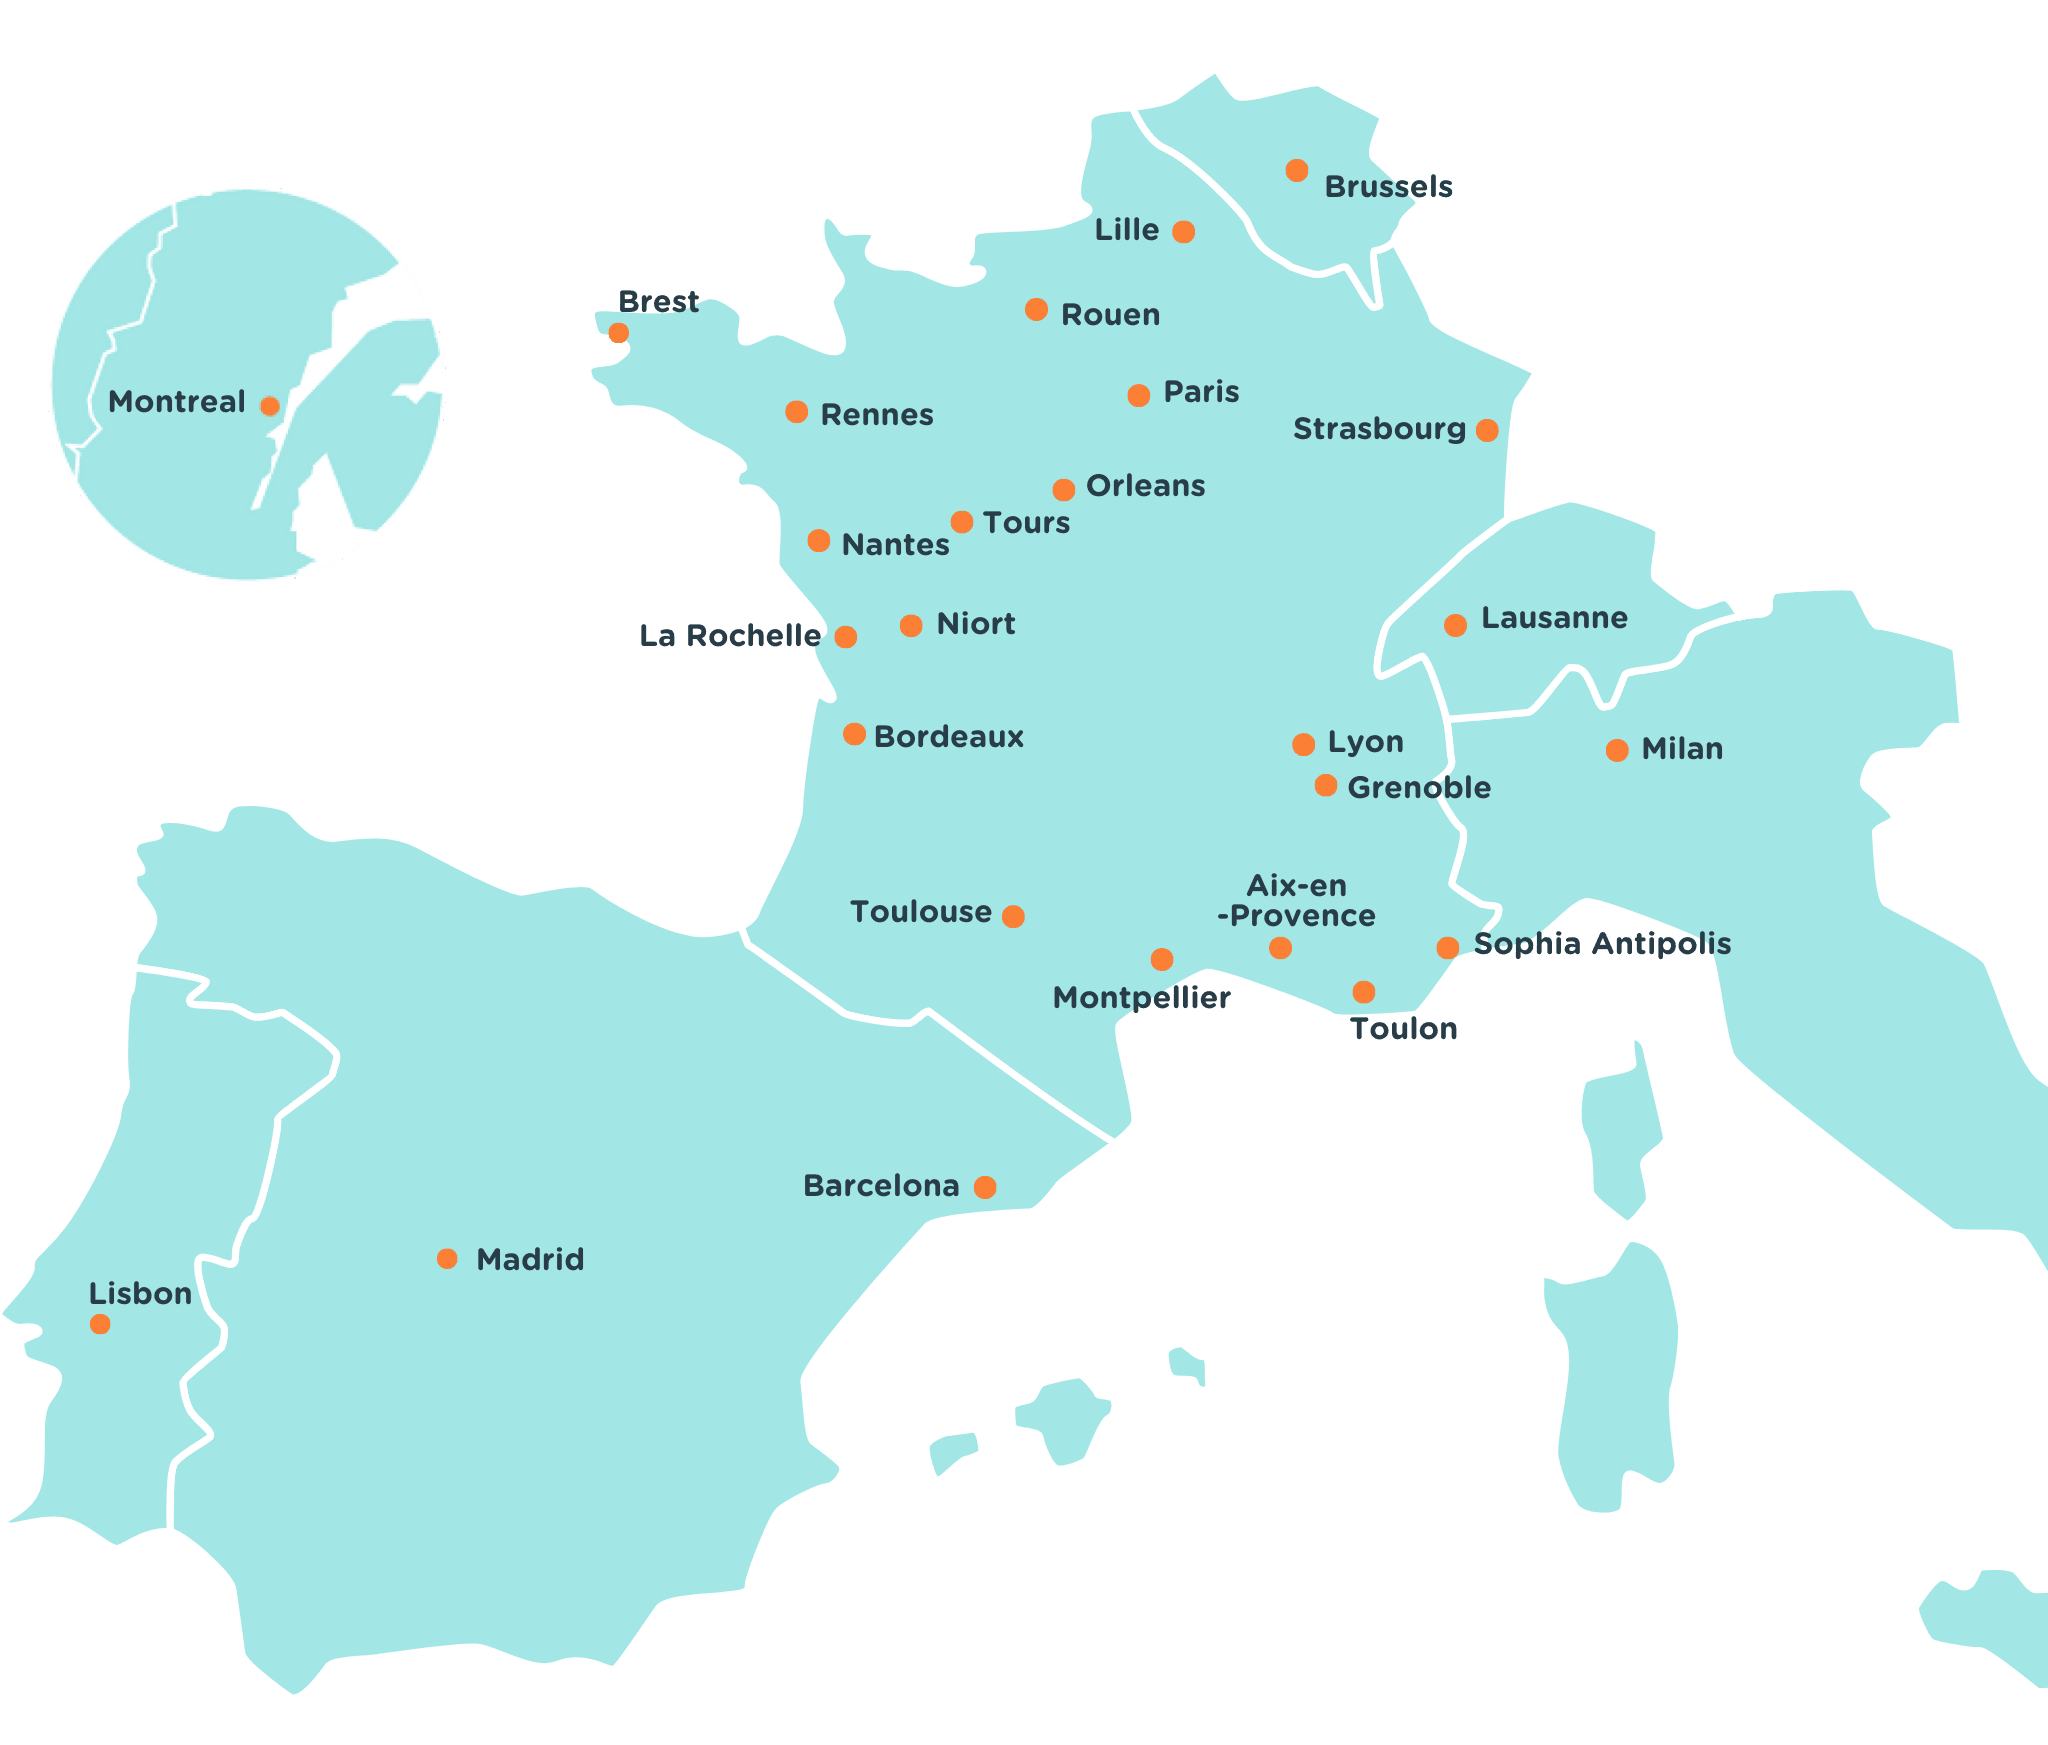 Brussels
Lille
Brest
Rouen
Paris
Montreal
Rennes
Strasbourg
Orleans
Tours
Nantes
Lausanne
Niort
La Rochelle
Bordeaux
Lyon
Milan
Grenoble
Aix-en
-Provence
Toulouse
Sophia Antipolis
Montpellier
Toulon
Barcelona
Madrid
Lisbon